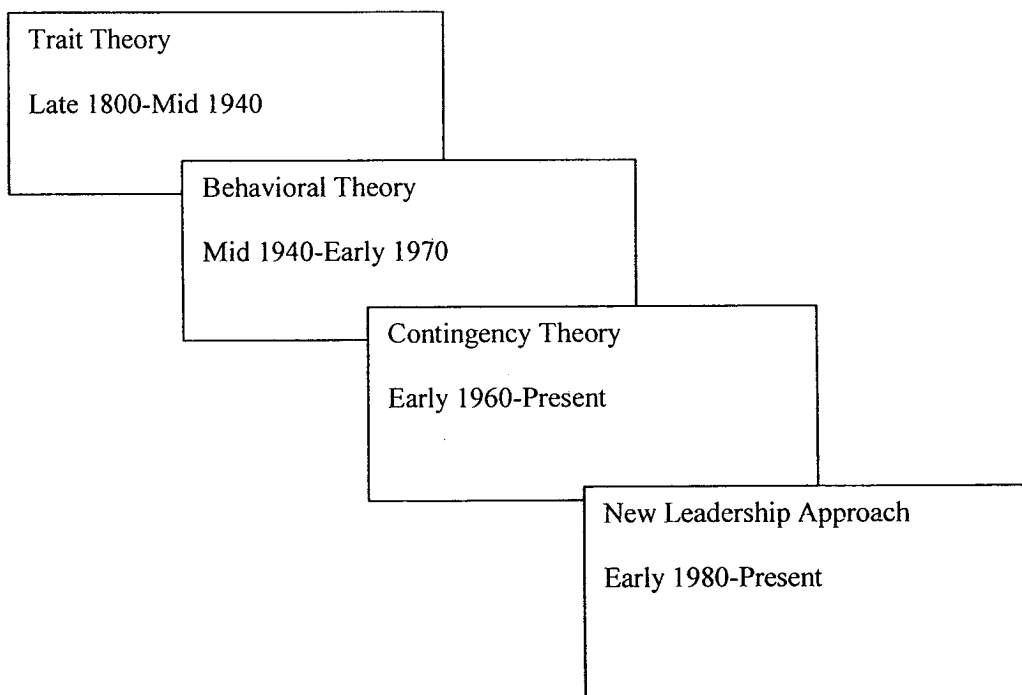 Trait Theory
Late 1800-Mid 1940
Behavioral Theory
Mid 1940-Early 1970
Contingency Theory
Early 1960-Present
New Leadership Approach
Early 1980-Present